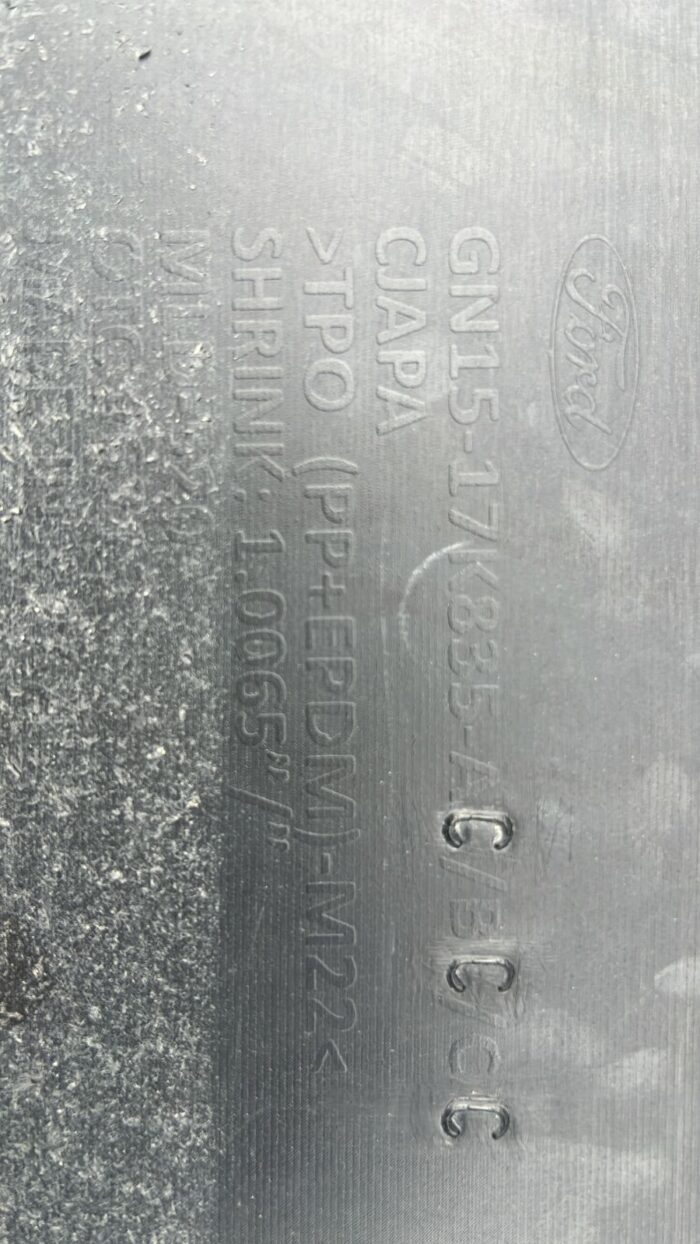 Ford
GN15-17K835-AC/BC/CC
CJAPA
>TPO (PP+EPDM)-M22<
SHRINK: 1.0065"/"